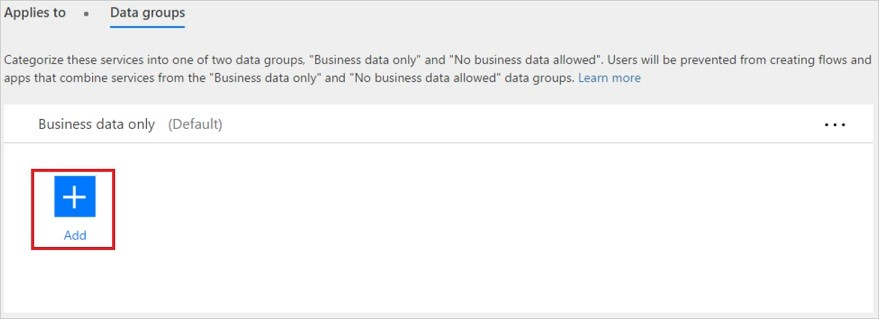 Applies to • Data groups
Categorize these services into one of two data groups, "Business data only" and "No business data allowed". Users will be prevented from creating flows and
apps that combine services from the "Business data only" and "No business data allowed" data groups. Learn more
Business data only (Default)
Add